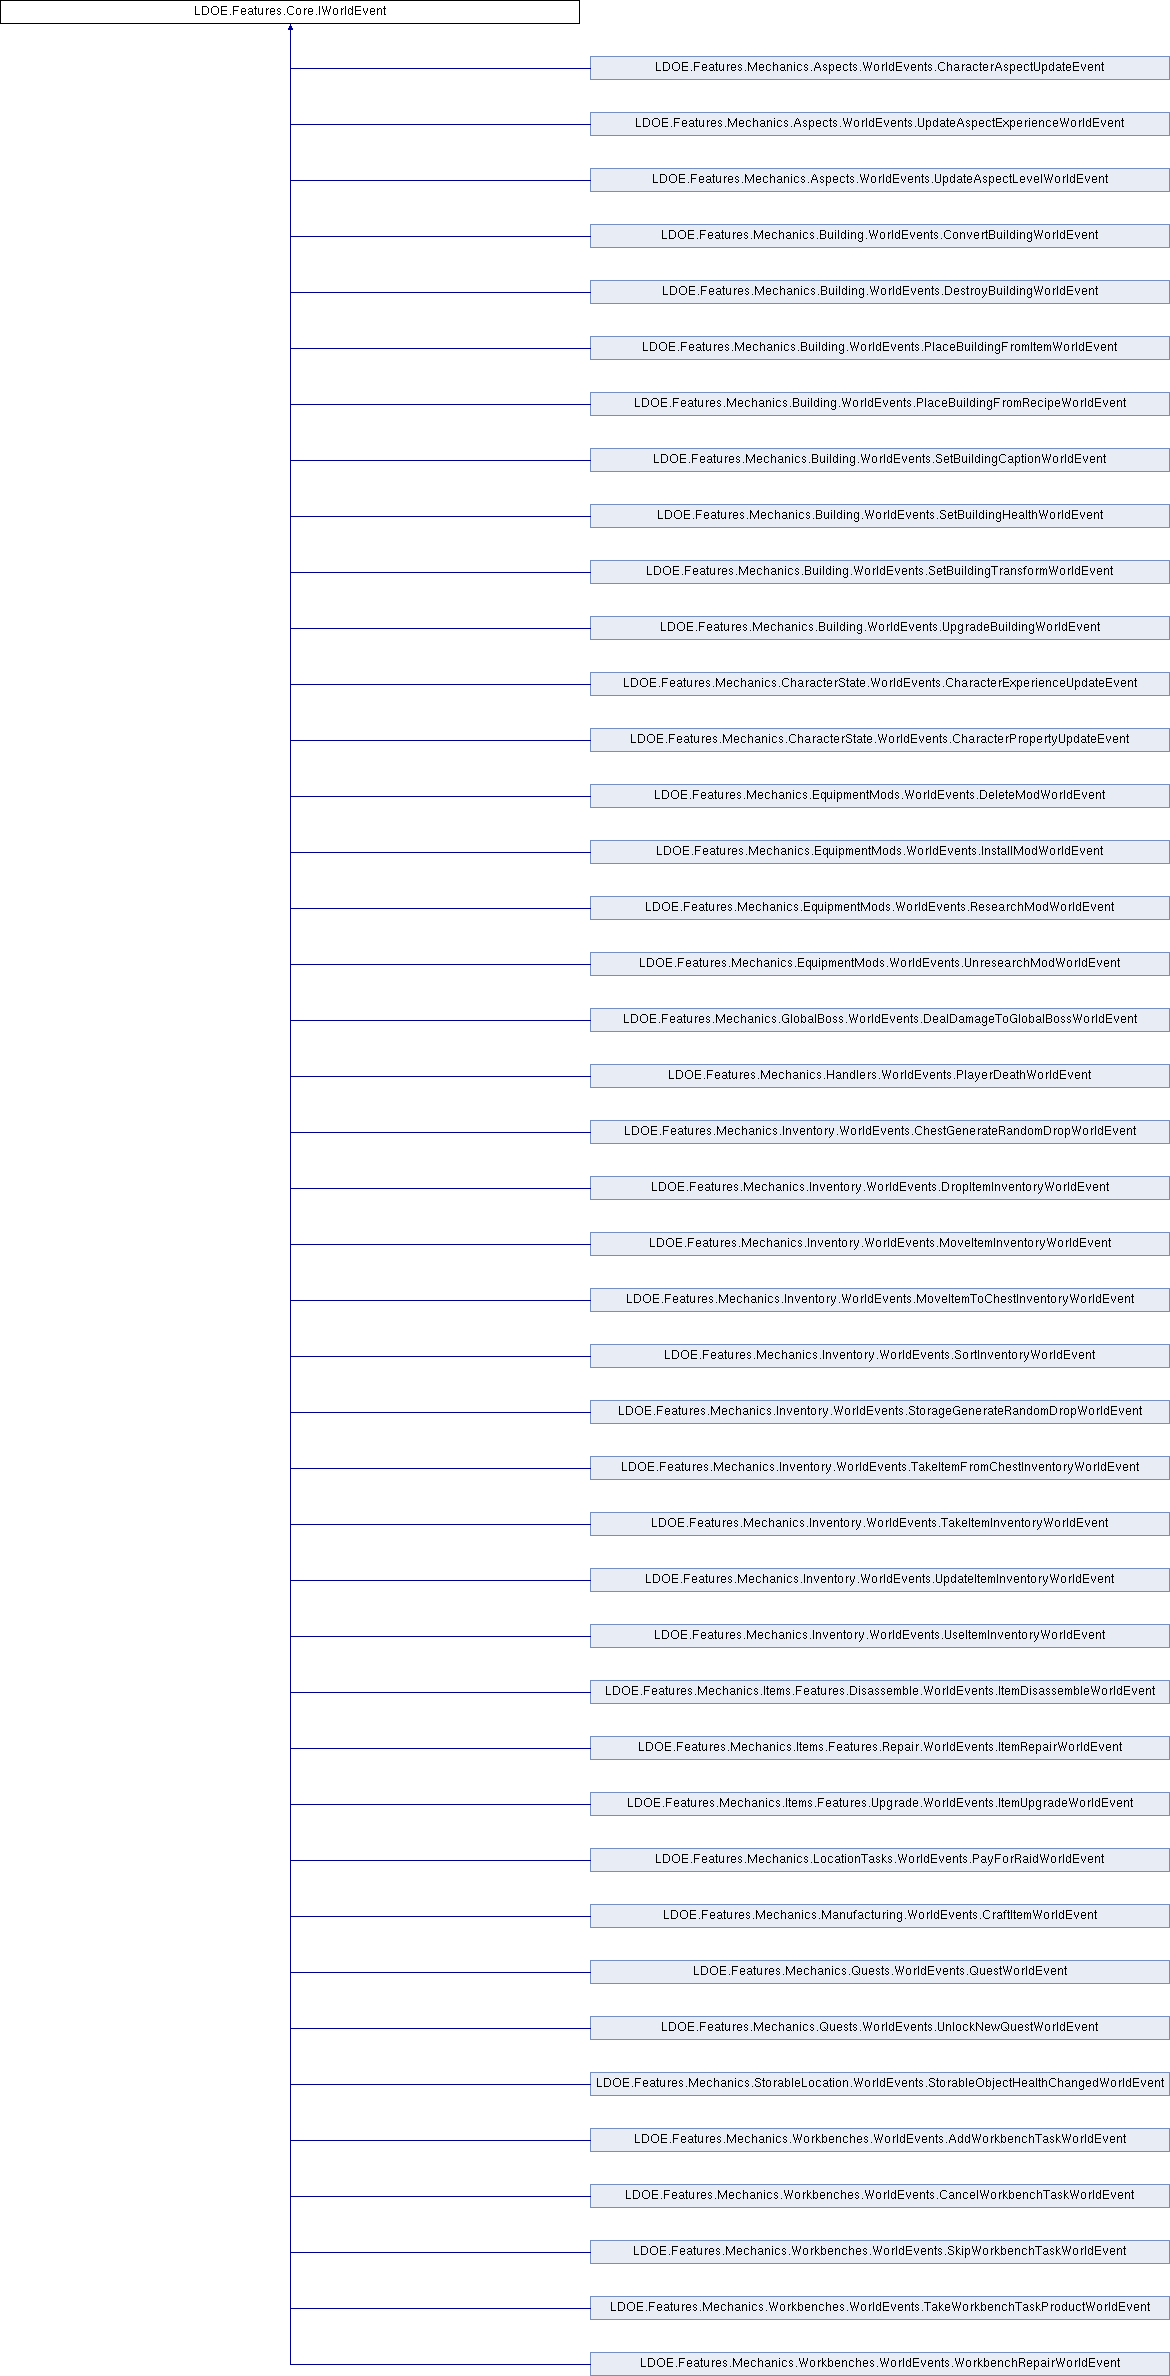 LDOE.Features.Core.IWorldEvent
LDOE.Features.Mechanics.Aspects.WorldEvents.CharacterAspectUpdateEvent
LDOE.Features.Mechanics.Aspects.WorldEvents.UpdateAspectExperienceWorldEvent
LDOE.Features.Mechanics.Aspects.WorldEvents.UpdateAspectLevelWorldEvent
LDOE.Features.Mechanics.Building.WorldEvents.ConvertBuildingWorldEvent
LDOE.Features.Mechanics.Building.WorldEvents.DestroyBuildingWorldEvent
LDOE.Features.Mechanics.Building.WorldEvents.PlaceBuildingFromItemWorldEvent
LDOE.Features.Mechanics.Building.WorldEvents.PlaceBuildingFromRecipeWorldEvent
LDOE.Features.Mechanics.Building.WorldEvents.SetBuildingCaptionWorldEvent
LDOE.Features.Mechanics.Building.WorldEvents.SetBuildingHealthWorldEvent
LDOE.Features.Mechanics.Building.WorldEvents.SetBuildingTransformWorldEvent
LDOE.Features.Mechanics.Building.WorldEvents.UpgradeBuildingWorldEvent
LDOE.Features.Mechanics.CharacterState.WorldEvents.CharacterExperienceUpdateEvent
LDOE.Features.Mechanics.CharacterState.WorldEvents.CharacterPropertyUpdateEvent
LDOE.Features.Mechanics.EquipmentMods.WorldEvents.DeleteModWorldEvent
LDOE.Features.Mechanics.EquipmentMods.WorldEvents.InstallModWorldEvent
LDOE.Features.Mechanics.EquipmentMods.WorldEvents.ResearchModWorldEvent
LDOE.Features.Mechanics.EquipmentMods.WorldEvents.UnresearchModWorldEvent
LDOE.Features.Mechanics.GlobalBoss.WorldEvents.DealDamageToGlobalBossWorldEvent
LDOE.Features.Mechanics.Handlers.WorldEvents.PlayerDeathWorldEvent
LDOE.Features.Mechanics.Inventory.WorldEvents.ChestGenerateRandomDropWorldEvent
LDOE.Features.Mechanics.Inventory.WorldEvents.DropItemInventoryWorldEvent
LDOE.Features.Mechanics.Inventory.WorldEvents.MoveItemInventoryWorldEvent
LDOE.Features.Mechanics.Inventory.WorldEvents.MoveItemToChestInventoryWorldEvent
LDOE.Features.Mechanics.Inventory.WorldEvents.SortInventoryWorldEvent
LDOE.Features.Mechanics.Inventory.WorldEvents.StorageGenerateRandomDropWorldEvent
LDOE.Features.Mechanics.Inventory.WorldEvents.TakeItemFromChestInventoryWorldEvent
LDOE.Features.Mechanics.Inventory.WorldEvents.TakeItemInventoryWorldEvent
LDOE.Features.Mechanics.Inventory.WorldEvents.UpdateItemInventoryWorldEvent
LDOE.Features.Mechanics.Inventory.WorldEvents.UseItemInventoryWorldEvent
LDOE.Features.Mechanics.Items.Features.Disassemble.WorldEvents.ItemDisassembleWorldEvent
LDOE.Features.Mechanics.Items.Features.Repair.WorldEvents.ItemRepairWorldEvent
LDOE.Features.Mechanics.Items.Features.Upgrade.WorldEvents.ItemUpgradeWorldEvent
LDOE.Features.Mechanics.LocationTasks.WorldEvents.PayForRaidWorldEvent
LDOE.Features.Mechanics.Manufacturing.WorldEvents.CraftItemWorldEvent
LDOE.Features.Mechanics.Quests.WorldEvents.QuestWorldEvent
LDOE.Features.Mechanics.Quests.WorldEvents.UnlockNewQuestWorldEvent
LDOE.Features.Mechanics.StorableLocation.WorldEvents.StorableObjectHealthChangedWorldEvent
LDOE.Features.Mechanics.Workbenches.WorldEvents.AddWorkbenchTaskWorldEvent
LDOE.Features.Mechanics.Workbenches.WorldEvents.CancelWorkbenchTaskWorldEvent
LDOE.Features.Mechanics.Workbenches.WorldEvents.SkipWorkbenchTaskWorldEvent
LDOE.Features.Mechanics.Workbenches.WorldEvents.TakeWorkbenchTaskProductWorldEvent
LDOE.Features.Mechanics.Workbenches.WorldEvents.WorkbenchRepairWorldEvent